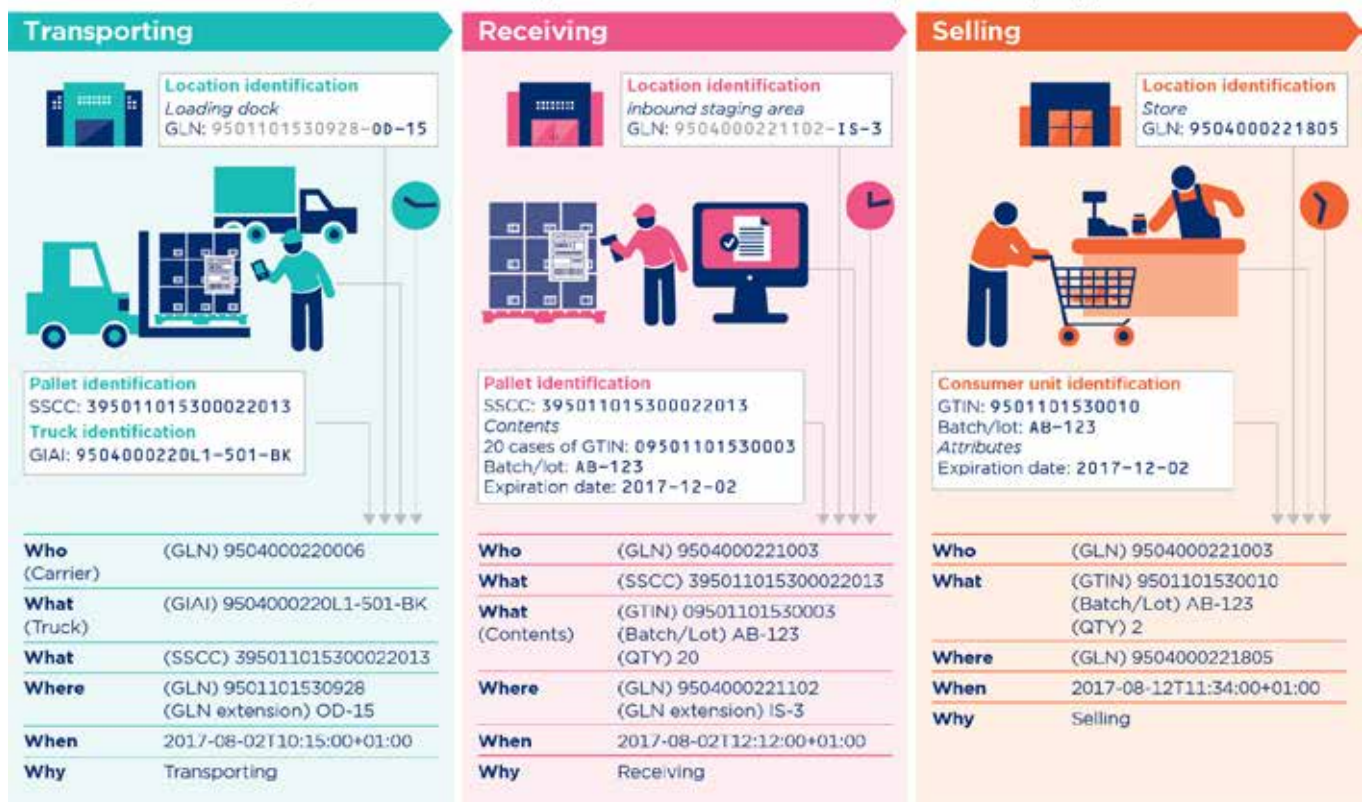 Transporting
Location identification
Loading dock
GLN: 9501101530928-OD-15
Pallet identification
SSCC: 395011015300022013
Truck identification
GIAI: 9504000220L1-501-BK
Who (GLN) 9504000220006
(Carrier)
What (GIAI) 9504000220L1-501-BK
(Truck)
What (SSCC) 395011015300022013
Where (GLN) 9501101530928
(GLN extension) OD-15
When 2017-08-02T10:15:00+01:00
Why Transporting
Receiving
Location identification
Inbound staging area
GLN: 9504000221102-IS-3
Pallet identification
SSCC: 395011015300022013
Contents
20 cases of GTIN: 09501101530003
Batch/lot: AB-123
Expiration date: 2017-12-02
Who (GLN) 9504000221003
What (SSCC) 395011015300022013
What (GTIN) 09501101530003
(Contents) (Batch/Lot) AB-123
(QTY) 20
Where (GLN) 9504000221102
(GLN extension) IS-3
When 2017-08-02T12:12:00+01:00
Why Receiving
Selling
Location identification
Store
GLN: 9504000221805
Consumer unit identification
GTIN: 9501101530010
Batch/lot: AB-123
Attributes
Expiration date: 2017-12-02
Who (GLN) 9504000221003
What (GTIN) 9501101530010
(Batch/Lot) AB-123
(QTY) 2
Where (GLN) 9504000221805
When 2017-08-12T11:34:00+01:00
Why Selling